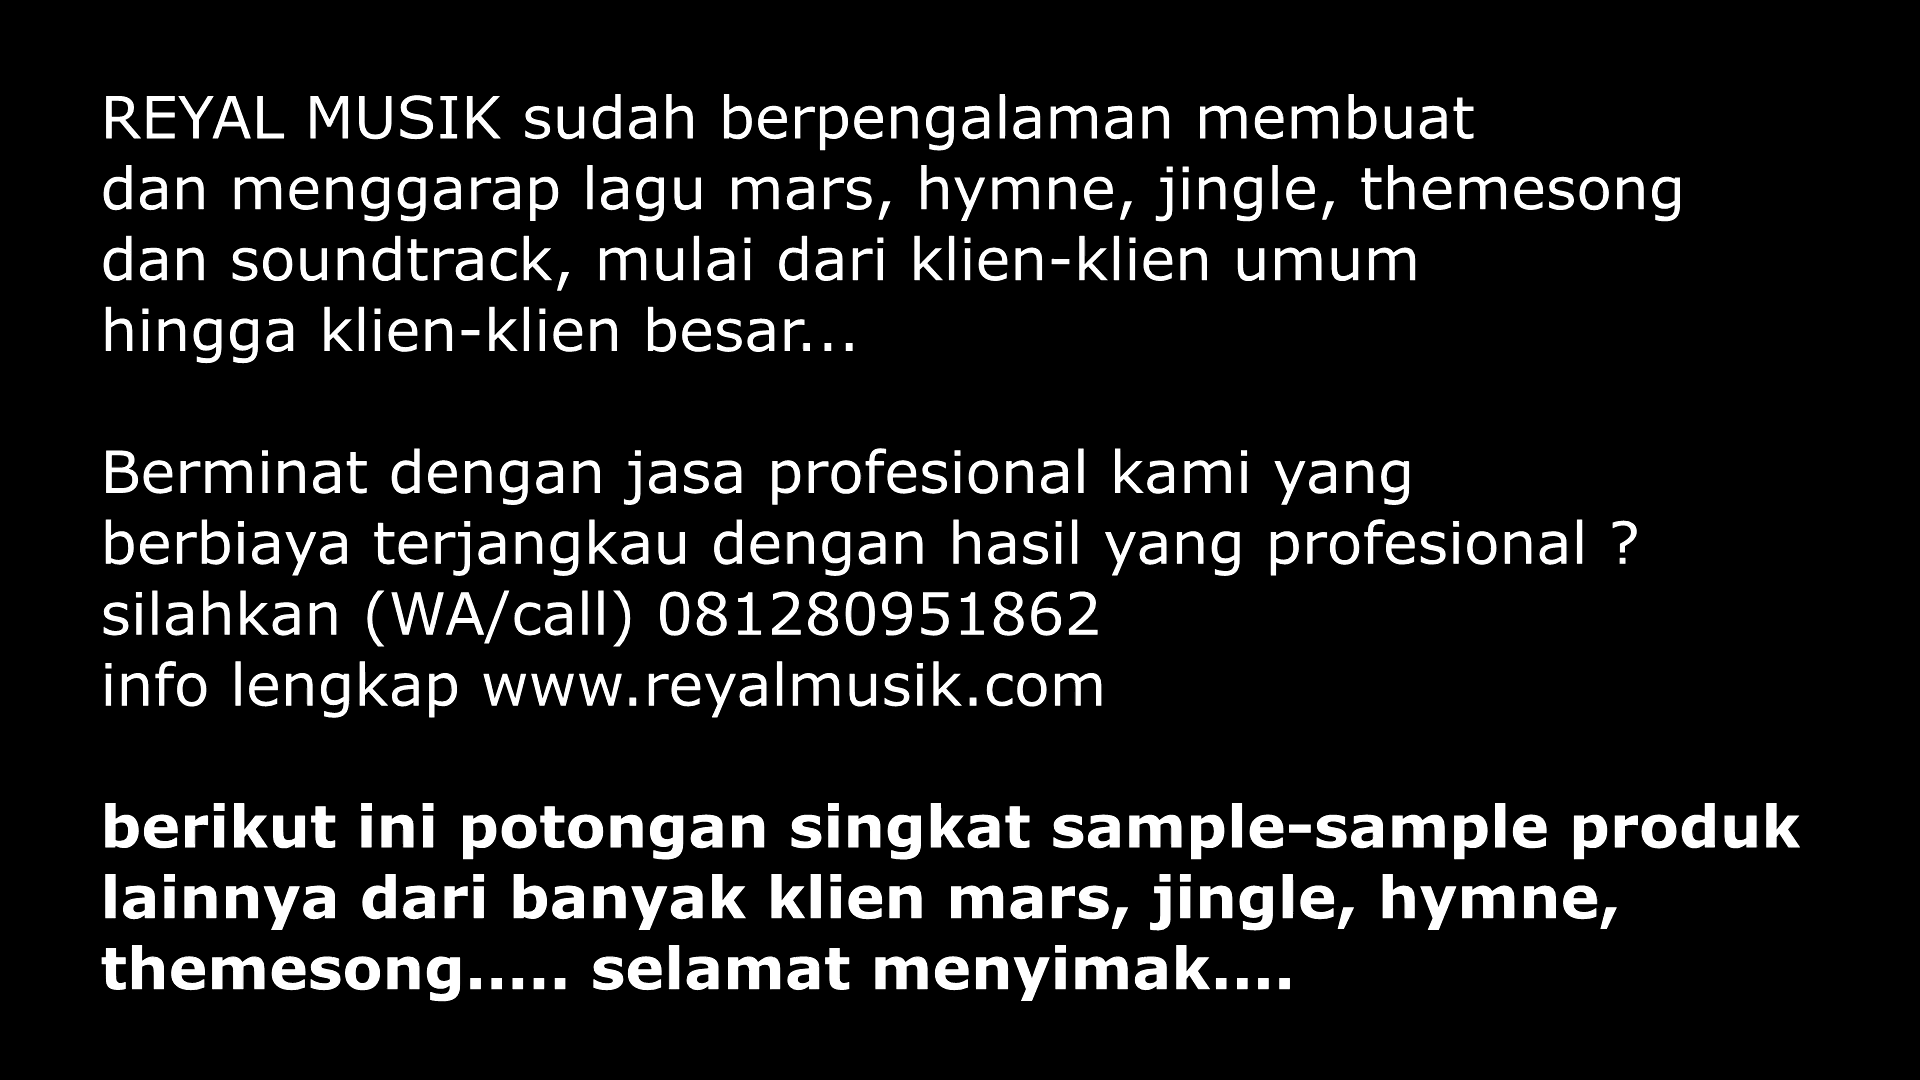 REYAL MUSIK sudah berpengalaman membuat
dan menggarap lagu mars, hymne, jingle, themesong
dan soundtrack, mulai dari klien-klien umum
hingga klien-klien besar...
Berminat dengan jasa profesional kami yang
berbiaya terjangkau dengan hasil yang profesional ?
silahkan (WA/call) 081280951862
info lengkap www.reyalmusik.com
berikut ini potongan singkat sample-sample produk
lainnya dari banyak klien mars, jingle, hymne,
themesong..... selamat menyimak....